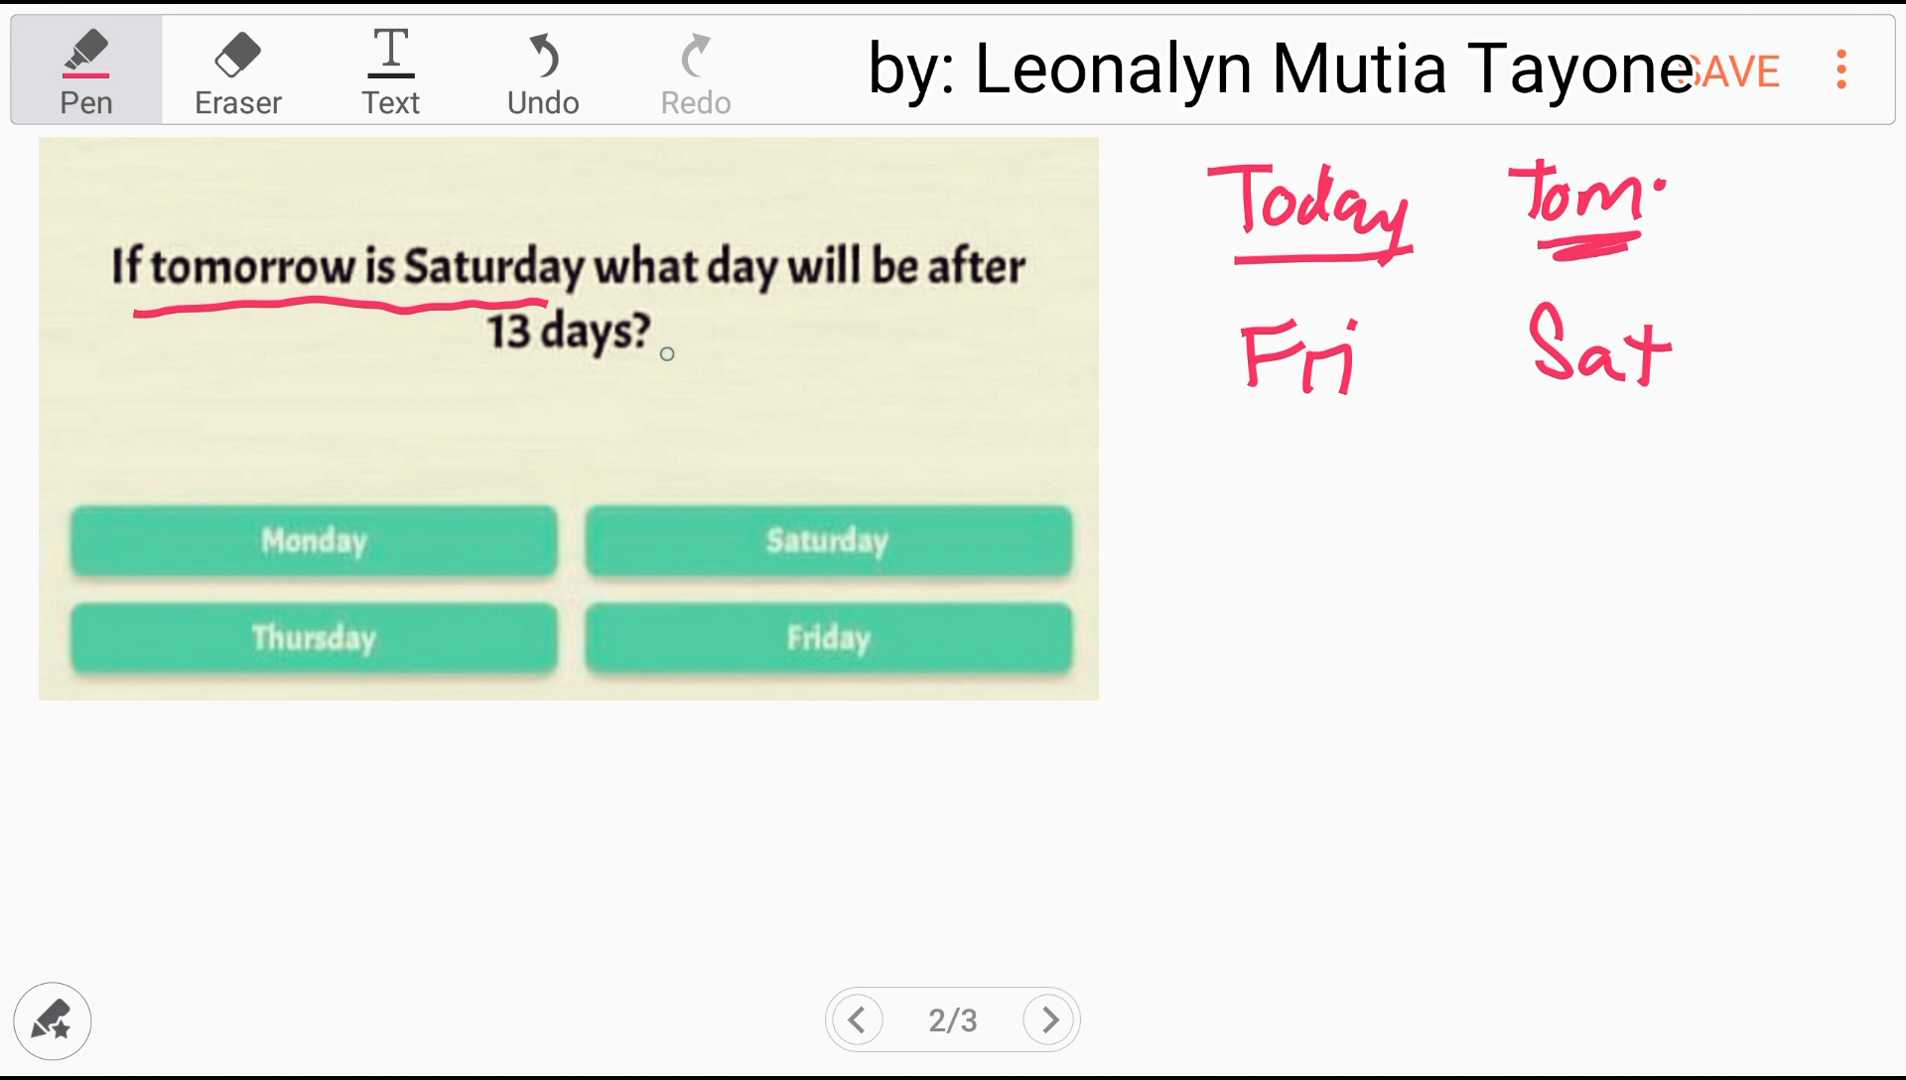 Pen
Eraser
Text
Undo
Redo
by: Leonalyn Mutia Tayone
SAVE
If tomorrow is Saturday what day will be after
13 days?
Monday
Saturday
Thursday
Friday
Today
Tom.
Fri
Sat
2/3